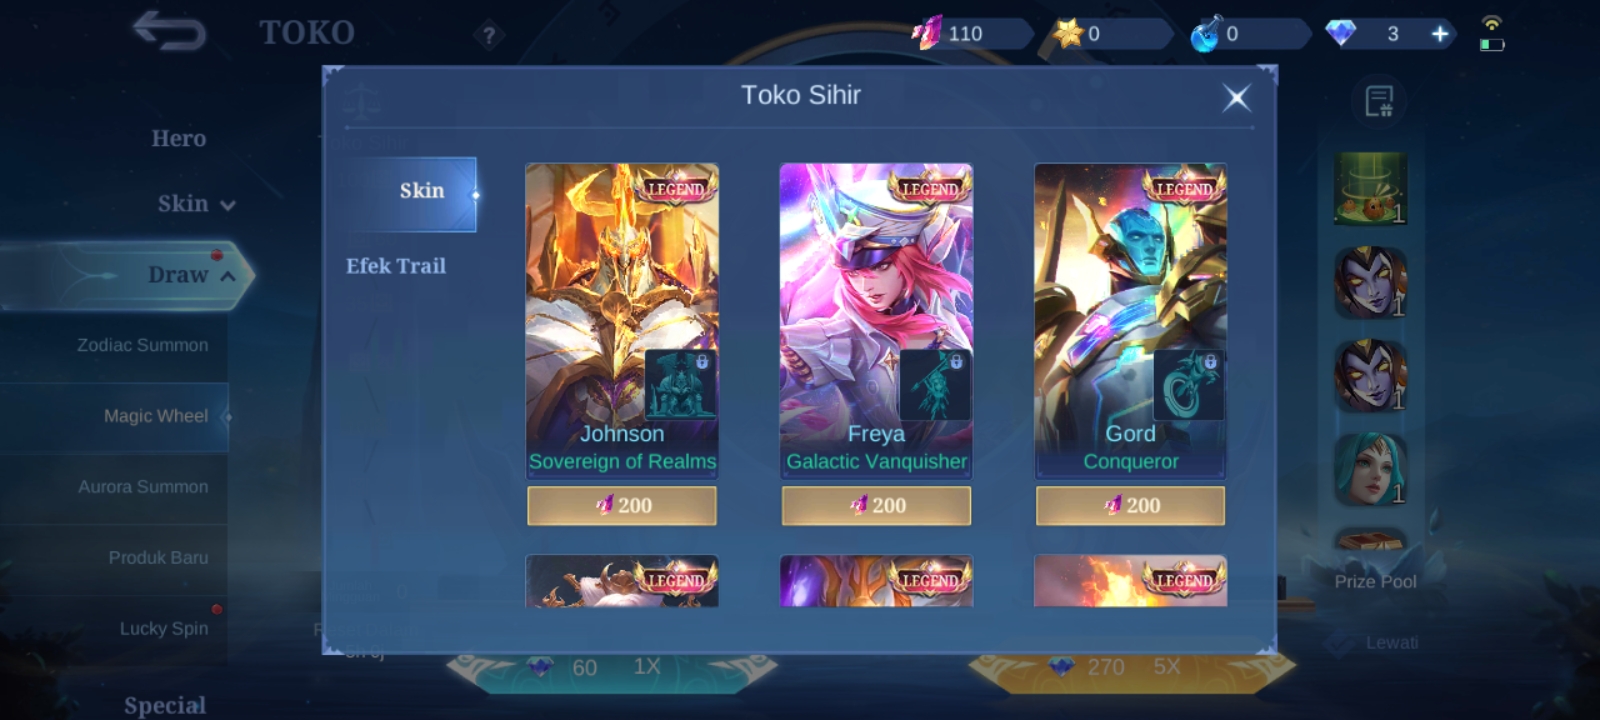 TOKO
?
110
0
0
3
Toko Sihir
Hero
Skin
Draw
Zodiac Summon
Magic Wheel
Aurora Summon
Produk Baru
Lucky Spin
Special
Skin
Efek Trail
LEGEND
Johnson
Sovereign of Realms
200
LEGEND
Freya
Galactic Vanquisher
200
LEGEND
Gord
Conqueror
200
LEGEND
LEGEND
LEGEND
1
1
1
1
Prize Pool
Lewati
60 1X
270 5X